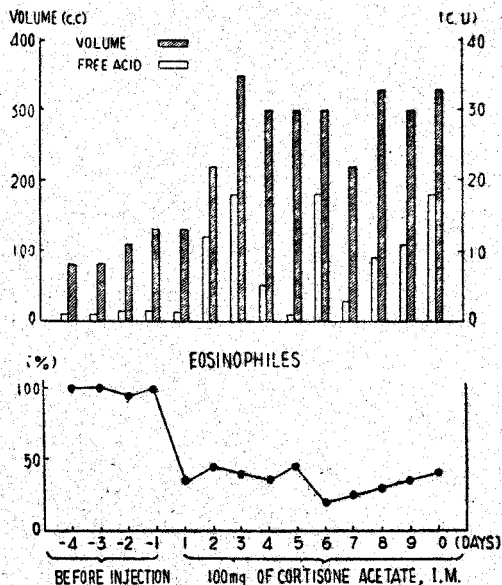 VOLUME (c.c) (C.U)
400 40
VOLUME
FREE ACID
300 30
200 20
100 10
0 0
(%) EOSINOPHILES
100
50
0
-4 -3 -2 -1 1 2 3 4 5 6 7 8 9 0 (DAYS)
BEFORE INJECTION 100mg OF CORTISONE ACETATE, I.M.